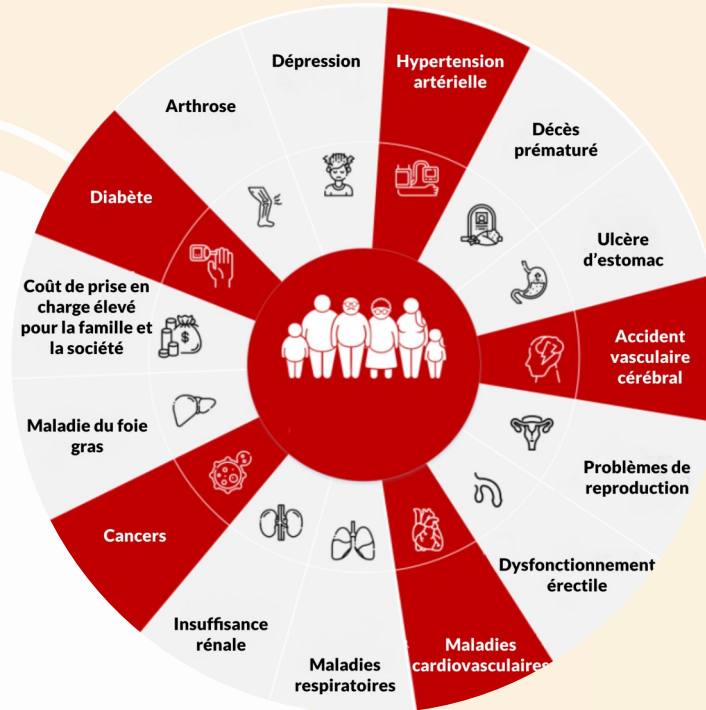 Dépression
Hypertension
artérielle
Décès
prématuré
Ulcère
d'estomac
Accident
vasculaire
cérébral
Problèmes de
reproduction
Dysfonctionnement
érectile
Maladies
cardiovasculaires
Maladies
respiratoires
Insuffisance
rénale
Cancers
Maladie du foie
gras
Coût de prise en
charge élevé
pour la famille et
la société
$
Diabète
Arthrose